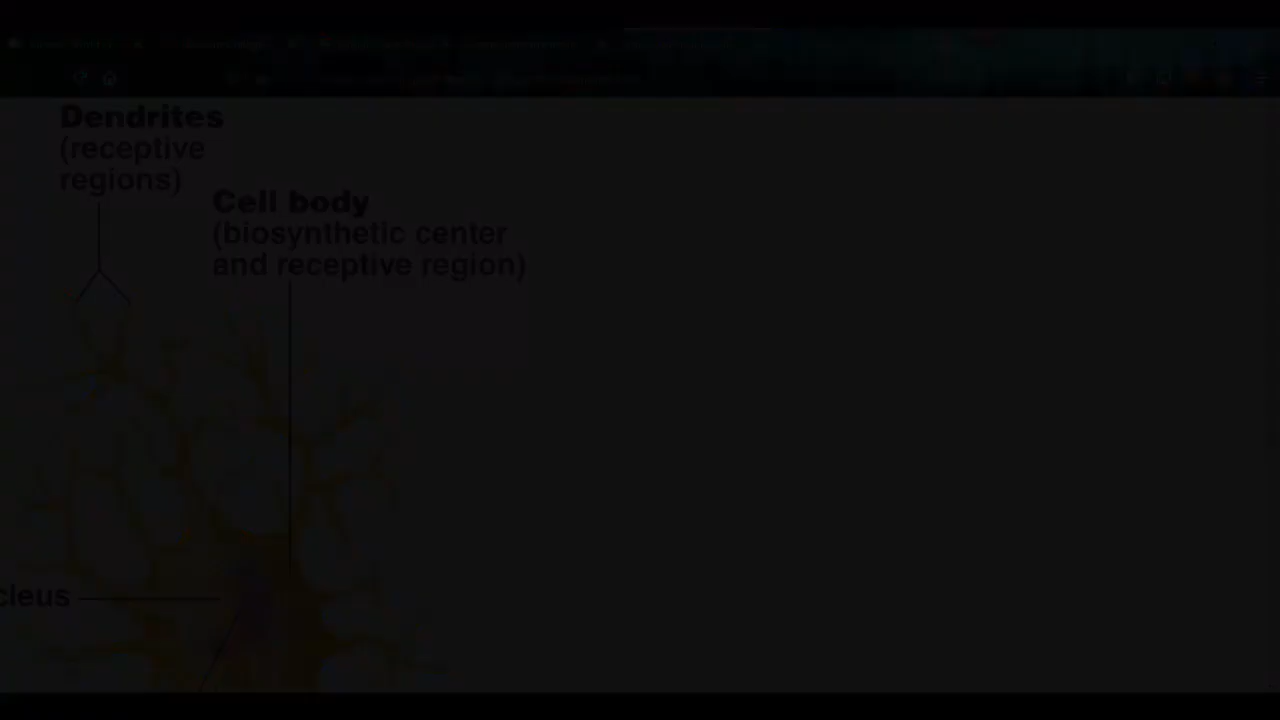 Dendrites
(receptive
regions)
Cell body
(biosynthetic center
and receptive region)
cleus